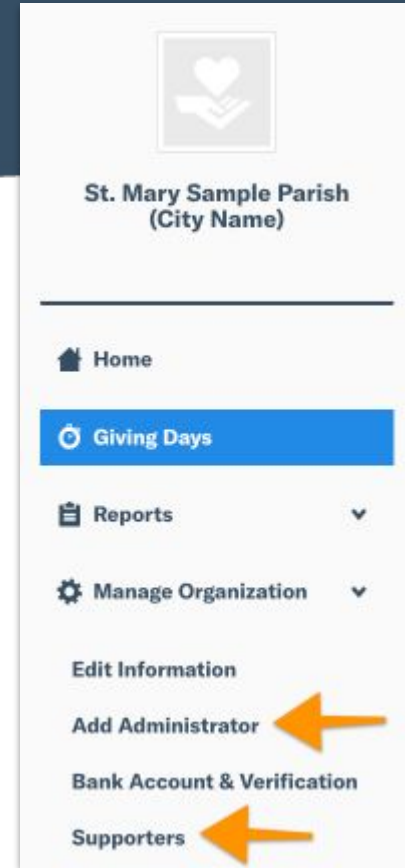 St. Mary Sample Parish
(City Name)
Home
Giving Days
Reports
Manage Organization
Edit Information
Add Administrator
Bank Account & Verification
Supporters